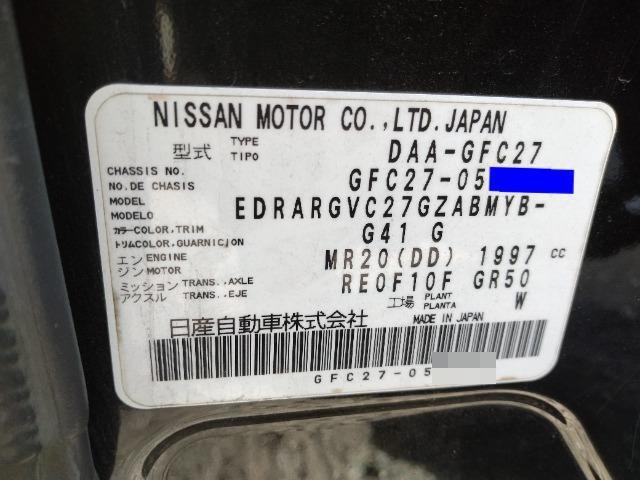 NISSAN MOTOR CO.,LTD.JAPAN
型式 TYPE TIPO DAA-GFC27
CHASSIS NO. NO.DE CHASIS GFC27-05
MODEL MODELO EDRARGVC27GZABMYB-
カラーCOLOR,TRIM トリムCOLOR,GUARNICION G41 G
エンジン ENGINE MOTOR MR20(DD) 1997 cc
ミッション アクスル TRANS.,AXLE TRANS.,EJE RE0F10F GR50
工場 PLANT PLANTA W
日産自動車株式会社 MADE IN JAPAN
GFC27-05